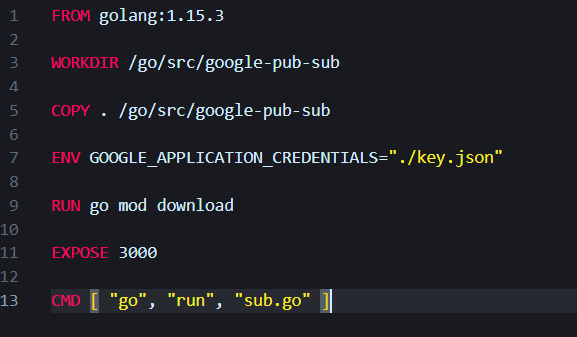 1 FROM golang:1.15.3
2
3 WORKDIR /go/src/google-pub-sub
4
5 COPY . /go/src/google-pub-sub
6
7 ENV GOOGLE_APPLICATION_CREDENTIALS="./key.json"
8
9 RUN go mod download
10
11 EXPOSE 3000
12
13 CMD [ "go", "run", "sub.go" ]